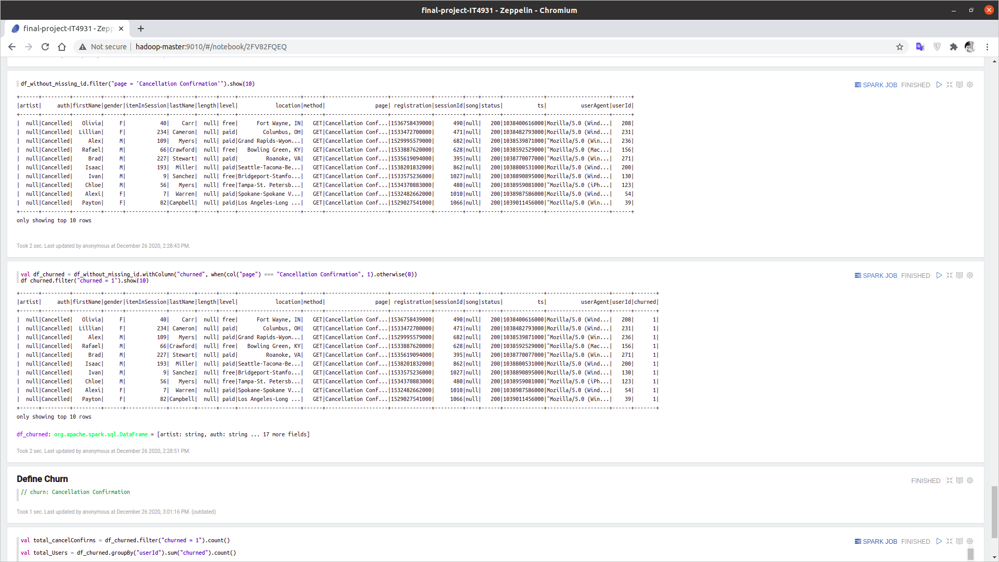 final-project-IT4931 - Zeppelin - Chromium
final-project-IT4931 - Zepp
Not secure | hadoop-master:9010/#/notebook/2FV82FQEQ
df_without_missing_id.filter("page = 'Cancellation Confirmation'").show(10)
SPARK JOB FINISHED
+------+---------+---------+------+-------------+--------+------+-----+--------------------+------+--------------------+-------------+---------+----+------+-------------+--------------------+------+
|artist|     auth|firstName|gender|itemInSession|lastName|length|level|            location|method|                page| registration|sessionId|song|status|           ts|           userAgent|userId|
+------+---------+---------+------+-------------+--------+------+-----+--------------------+------+--------------------+-------------+---------+----+------+-------------+--------------------+------+
|  null|Cancelled|   Olivia|     F|           40|    Carr|  null| free|      Fort Wayne, IN|   GET|Cancellation Conf...|1536758439000|      490|null|   200|1038400616000|Mozilla/5.0 (Wind...|   208|
|  null|Cancelled|  Lillian|     F|          234| Cameron|  null| paid|        Columbus, OH|   GET|Cancellation Conf...|1533472700000|      471|null|   200|1038482793000|Mozilla/5.0 (Wind...|   231|
|  null|Cancelled|     Alex|     M|          109|   Myers|  null| paid|Grand Rapids-Wyom...|   GET|Cancellation Conf...|1529995579000|      682|null|   200|1038539871000|"Mozilla/5.0 (Win...|   236|
|  null|Cancelled|   Rafael|     M|           66|Crawford|  null| free|   Bowling Green, KY|   GET|Cancellation Conf...|1533887620000|      628|null|   200|1038592529000|"Mozilla/5.0 (Mac...|   156|
|  null|Cancelled|     Brad|     M|          227| Stewart|  null| paid|         Roanoke, VA|   GET|Cancellation Conf...|1535619094000|      395|null|   200|1038770077000|"Mozilla/5.0 (Win...|   271|
|  null|Cancelled|    Isaac|     M|          193|  Miller|  null| paid|Seattle-Tacoma-Be...|   GET|Cancellation Conf...|1538201832000|      862|null|   200|1038800531000|Mozilla/5.0 (Wind...|   200|
|  null|Cancelled|     Ivan|     M|            9| Sanchez|  null| free|Bridgeport-Stamfo...|   GET|Cancellation Conf...|1533575236000|     1027|null|   200|1038890895000|Mozilla/5.0 (Wind...|   130|
|  null|Cancelled|    Chloe|     M|           56|   Myers|  null| free|Tampa-St. Petersb...|   GET|Cancellation Conf...|1534370883000|      480|null|   200|1038959081000|"Mozilla/5.0 (iPh...|   123|
|  null|Cancelled|    Alexi|     F|            7|  Warren|  null| paid|Spokane-Spokane V...|   GET|Cancellation Conf...|1532482662000|     1010|null|   200|1038987586000|Mozilla/5.0 (Wind...|    54|
|  null|Cancelled|   Payton|     F|           82|Campbell|  null| paid|Los Angeles-Long ...|   GET|Cancellation Conf...|1529027541000|     1066|null|   200|1039011456000|"Mozilla/5.0 (Win...|    39|
+------+---------+---------+------+-------------+--------+------+-----+--------------------+------+--------------------+-------------+---------+----+------+-------------+--------------------+------+
only showing top 10 rows
Took 2 sec. Last updated by anonymous at December 26 2020, 2:28:43 PM.
val df_churned = df_without_missing_id.withColumn("churned", when(col("page") === "Cancellation Confirmation", 1).otherwise(0))
SPARK JOB FINISHED
df_churned.filter("churned = 1").show(10)
+------+---------+---------+------+-------------+--------+------+-----+--------------------+------+--------------------+-------------+---------+----+------+-------------+--------------------+------+-------+
|artist|     auth|firstName|gender|itemInSession|lastName|length|level|            location|method|                page| registration|sessionId|song|status|           ts|           userAgent|userId|churned|
+------+---------+---------+------+-------------+--------+------+-----+--------------------+------+--------------------+-------------+---------+----+------+-------------+--------------------+------+-------+
|  null|Cancelled|   Olivia|     F|           40|    Carr|  null| free|      Fort Wayne, IN|   GET|Cancellation Conf...|1536758439000|      490|null|   200|1038400616000|Mozilla/5.0 (Wind...|   208|      1|
|  null|Cancelled|  Lillian|     F|          234| Cameron|  null| paid|        Columbus, OH|   GET|Cancellation Conf...|1533472700000|      471|null|   200|1038482793000|Mozilla/5.0 (Wind...|   231|      1|
|  null|Cancelled|     Alex|     M|          109|   Myers|  null| paid|Grand Rapids-Wyom...|   GET|Cancellation Conf...|1529995579000|      682|null|   200|1038539871000|"Mozilla/5.0 (Win...|   236|      1|
|  null|Cancelled|   Rafael|     M|           66|Crawford|  null| free|   Bowling Green, KY|   GET|Cancellation Conf...|1533887620000|      628|null|   200|1038592529000|"Mozilla/5.0 (Mac...|   156|      1|
|  null|Cancelled|     Brad|     M|          227| Stewart|  null| paid|         Roanoke, VA|   GET|Cancellation Conf...|1535619094000|      395|null|   200|1038770077000|"Mozilla/5.0 (Win...|   271|      1|
|  null|Cancelled|    Isaac|     M|          193|  Miller|  null| paid|Seattle-Tacoma-Be...|   GET|Cancellation Conf...|1538201832000|      862|null|   200|1038800531000|Mozilla/5.0 (Wind...|   200|      1|
|  null|Cancelled|     Ivan|     M|            9| Sanchez|  null| free|Bridgeport-Stamfo...|   GET|Cancellation Conf...|1533575236000|     1027|null|   200|1038890895000|Mozilla/5.0 (Wind...|   130|      1|
|  null|Cancelled|    Chloe|     M|           56|   Myers|  null| free|Tampa-St. Petersb...|   GET|Cancellation Conf...|1534370883000|      480|null|   200|1038959081000|"Mozilla/5.0 (iPh...|   123|      1|
|  null|Cancelled|    Alexi|     F|            7|  Warren|  null| paid|Spokane-Spokane V...|   GET|Cancellation Conf...|1532482662000|     1010|null|   200|1038987586000|Mozilla/5.0 (Wind...|    54|      1|
|  null|Cancelled|   Payton|     F|           82|Campbell|  null| paid|Los Angeles-Long ...|   GET|Cancellation Conf...|1529027541000|     1066|null|   200|1039011456000|"Mozilla/5.0 (Win...|    39|      1|
+------+---------+---------+------+-------------+--------+------+-----+--------------------+------+--------------------+-------------+---------+----+------+-------------+--------------------+------+-------+
only showing top 10 rows
df_churned: org.apache.spark.sql.DataFrame = [artist: string, auth: string ... 17 more fields]
Took 2 sec. Last updated by anonymous at December 26 2020, 2:28:51 PM.
Define Churn
FINISHED
// churn: Cancellation Confirmation
Took 1 sec. Last updated by anonymous at December 26 2020, 3:01:16 PM. (outdated)
val total_cancelConfirms = df_churned.filter("churned = 1").count()
SPARK JOB FINISHED
val total_Users = df_churned.groupBy("userId").sum("churned").count()